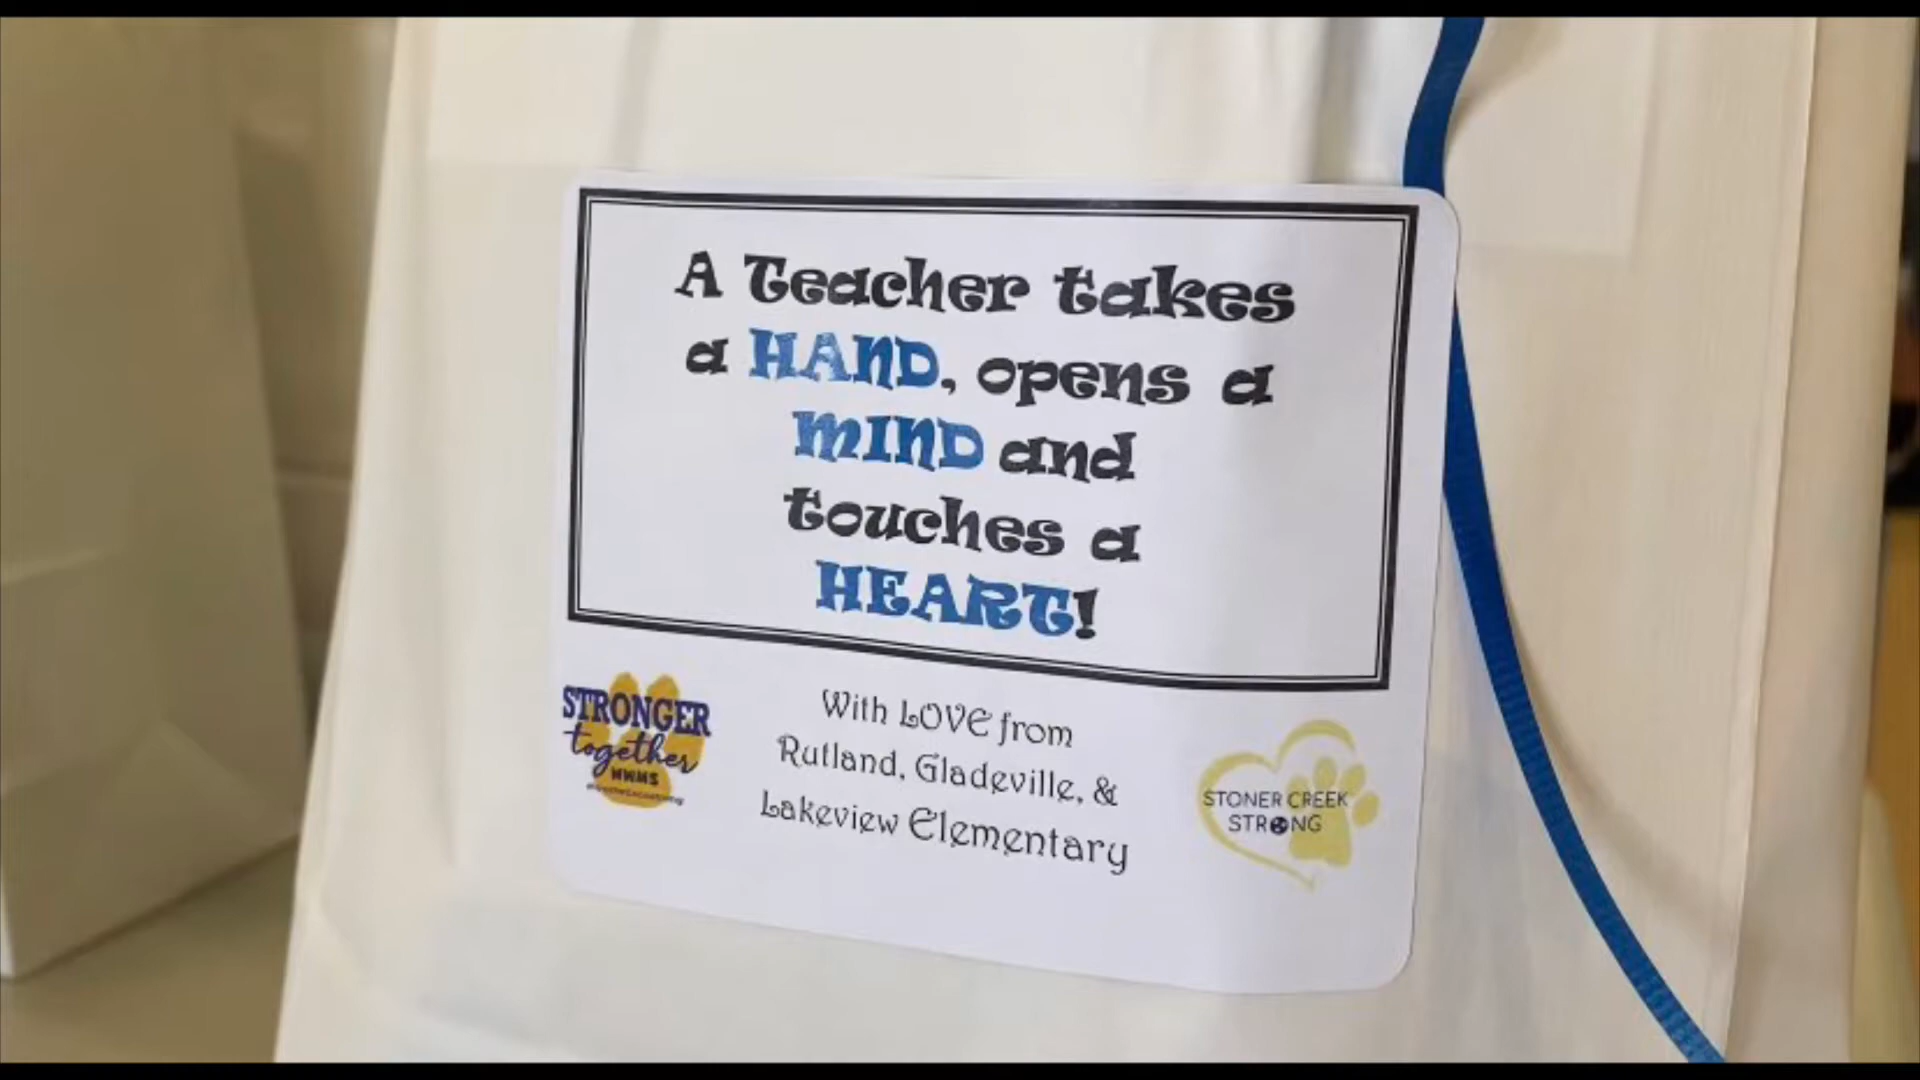 A Teacher takes
a HAND, opens a
MIND and
touches a
HEART!
STRONGER
together
With LOVE from
Rutland, Gladeville, &
Lakeview Elementary
STONER CREEK
STRONG